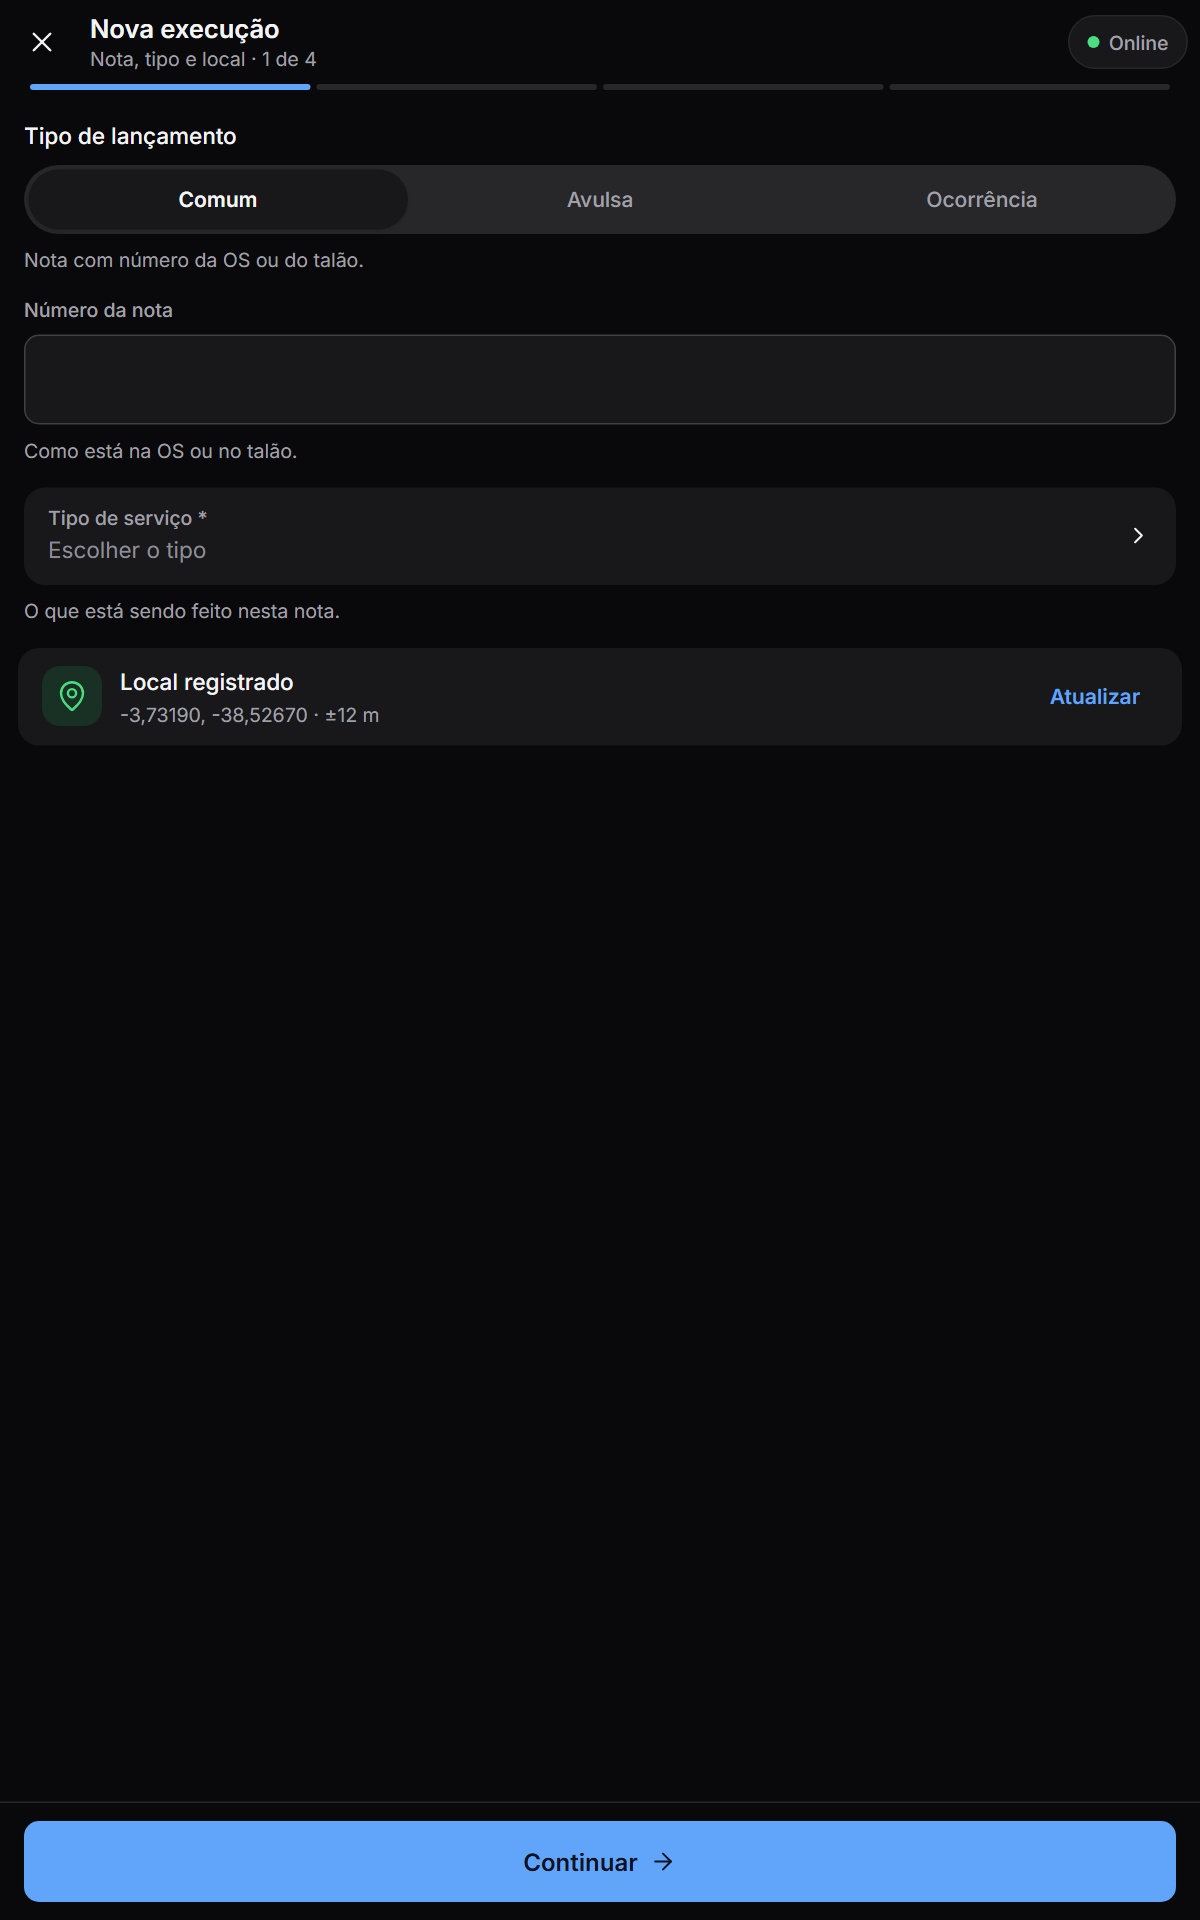 Nova execução
Nota, tipo e local · 1 de 4
Online
Tipo de lançamento
Comum
Avulsa
Ocorrência
Nota com número da OS ou do talão.
Número da nota
Como está na OS ou no talão.
Tipo de serviço *
Escolher o tipo
O que está sendo feito nesta nota.
Local registrado
-3,73190, -38,52670 · ±12 m
Atualizar
Continuar